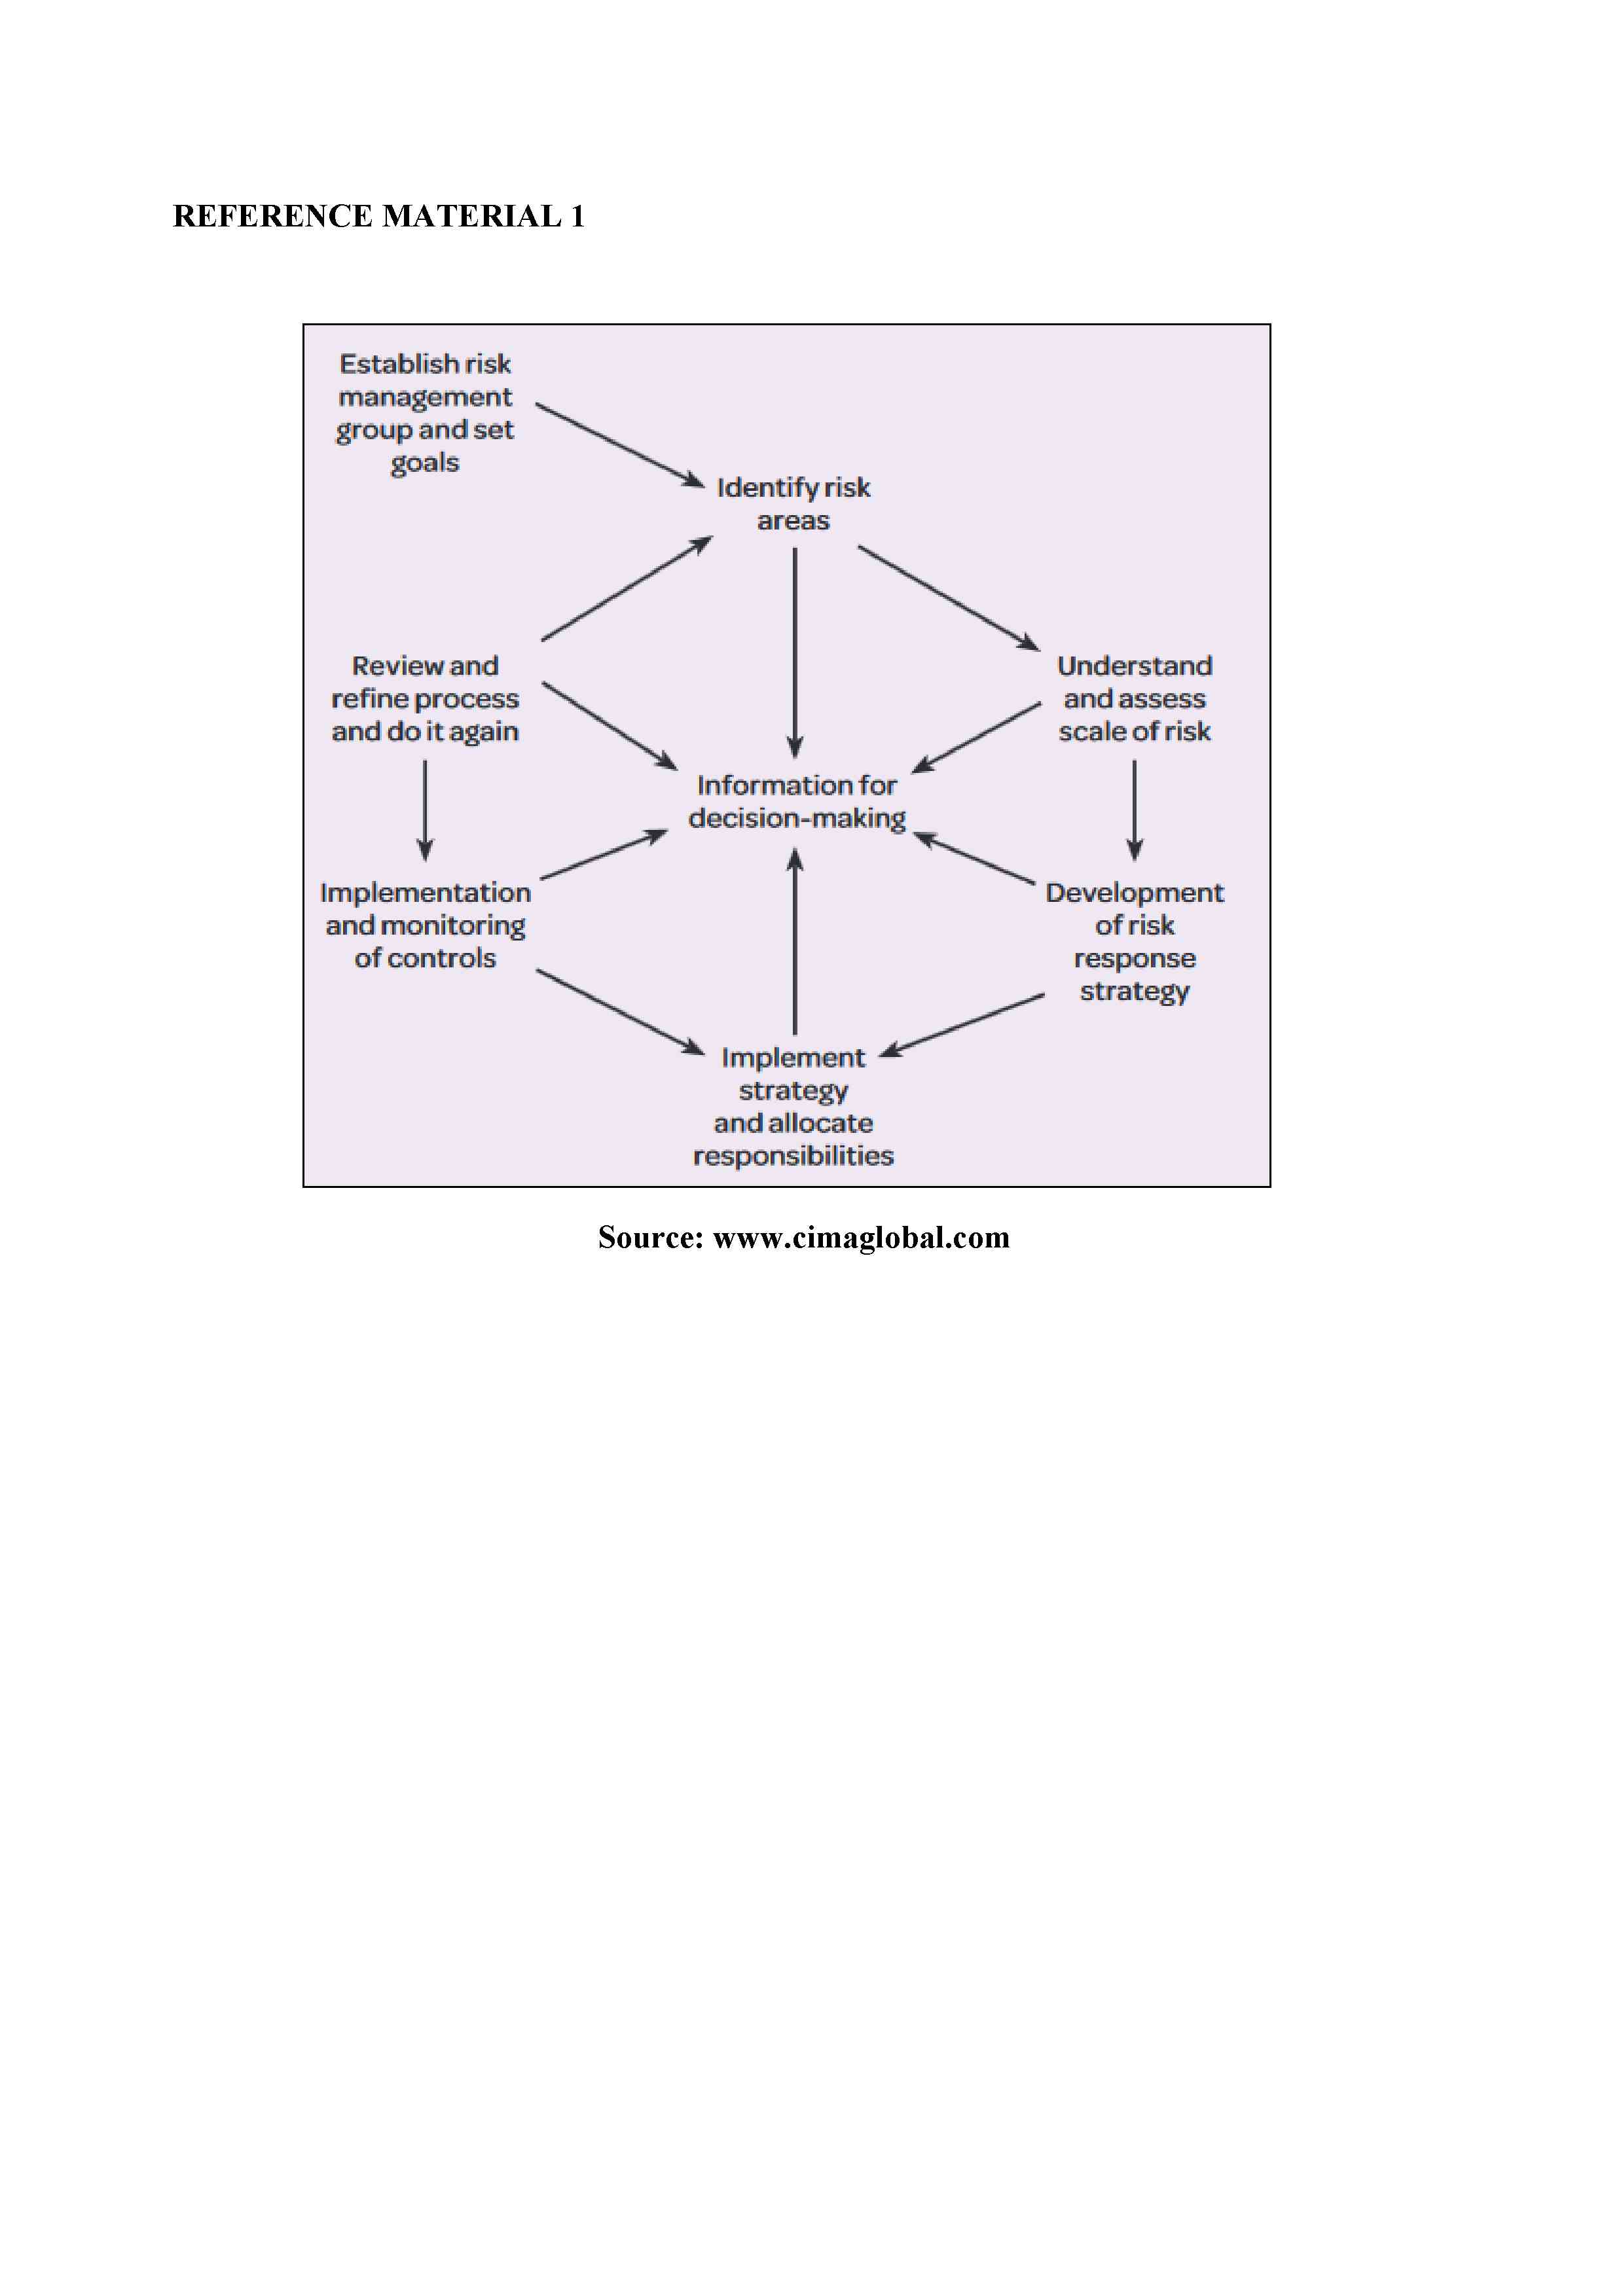 REFERENCE MATERIAL 1
Establish risk
management
group and set
goals
Identify risk
areas
Review and
refine process
and do it again
Understand
and assess
scale of risk
Information for
decision-making
Implementation
and monitoring
of controls
Development
of risk
response
strategy
Implement
strategy
and allocate
responsibilities
Source: www.cimaglobal.com